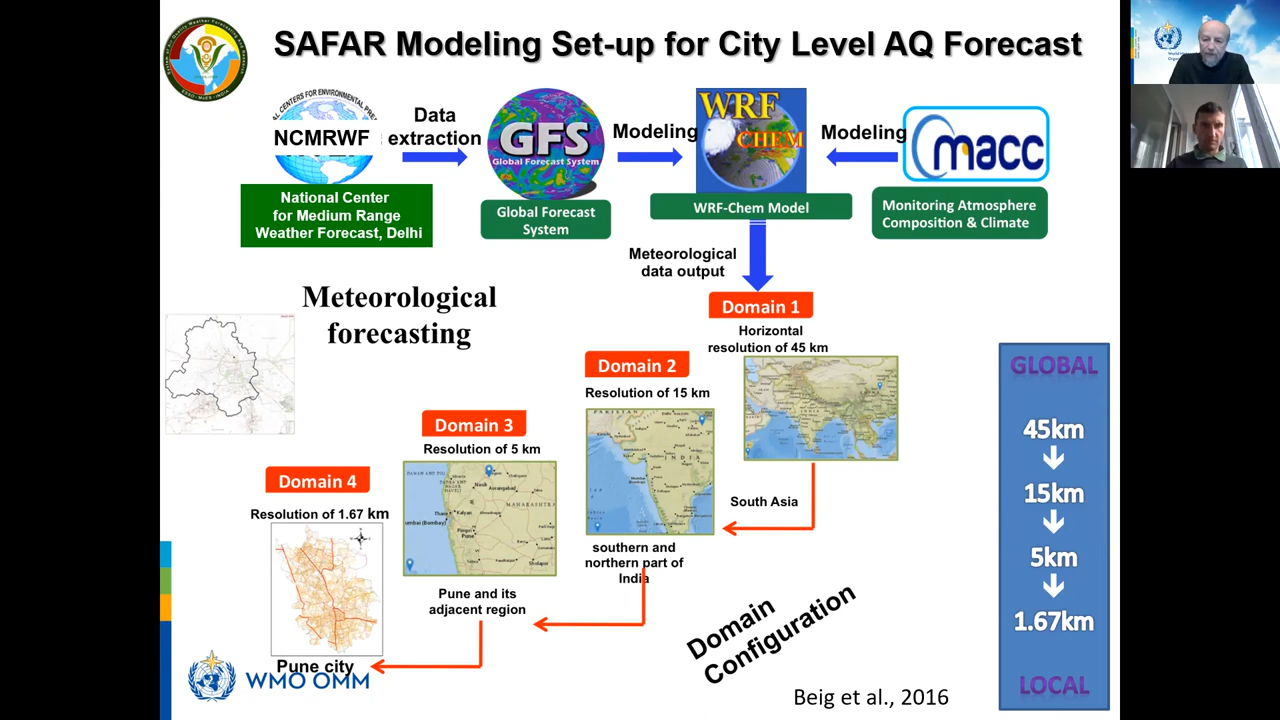 SAFAR Modeling Set-up for City Level AQ Forecast
NCMRWF
Data
extraction
GFS
Global Forecast System
Modeling
WRF
CHEM
Modeling
macc
National Center
for Medium Range
Weather Forecast, Delhi
Global Forecast
System
WRF-Chem Model
Monitoring Atmosphere
Composition & Climate
Meteorological
data output
Meteorological
forecasting
Domain 1
Horizontal
resolution of 45 km
Domain 2
Resolution of 15 km
Domain 3
Resolution of 5 km
Domain 4
Resolution of 1.67 km
South Asia
southern and
northern part of
India
Pune and its
adjacent region
Pune city
Domain
Configuration
GLOBAL
45km
15km
5km
1.67km
LOCAL
WMO OMM
Beig et al., 2016